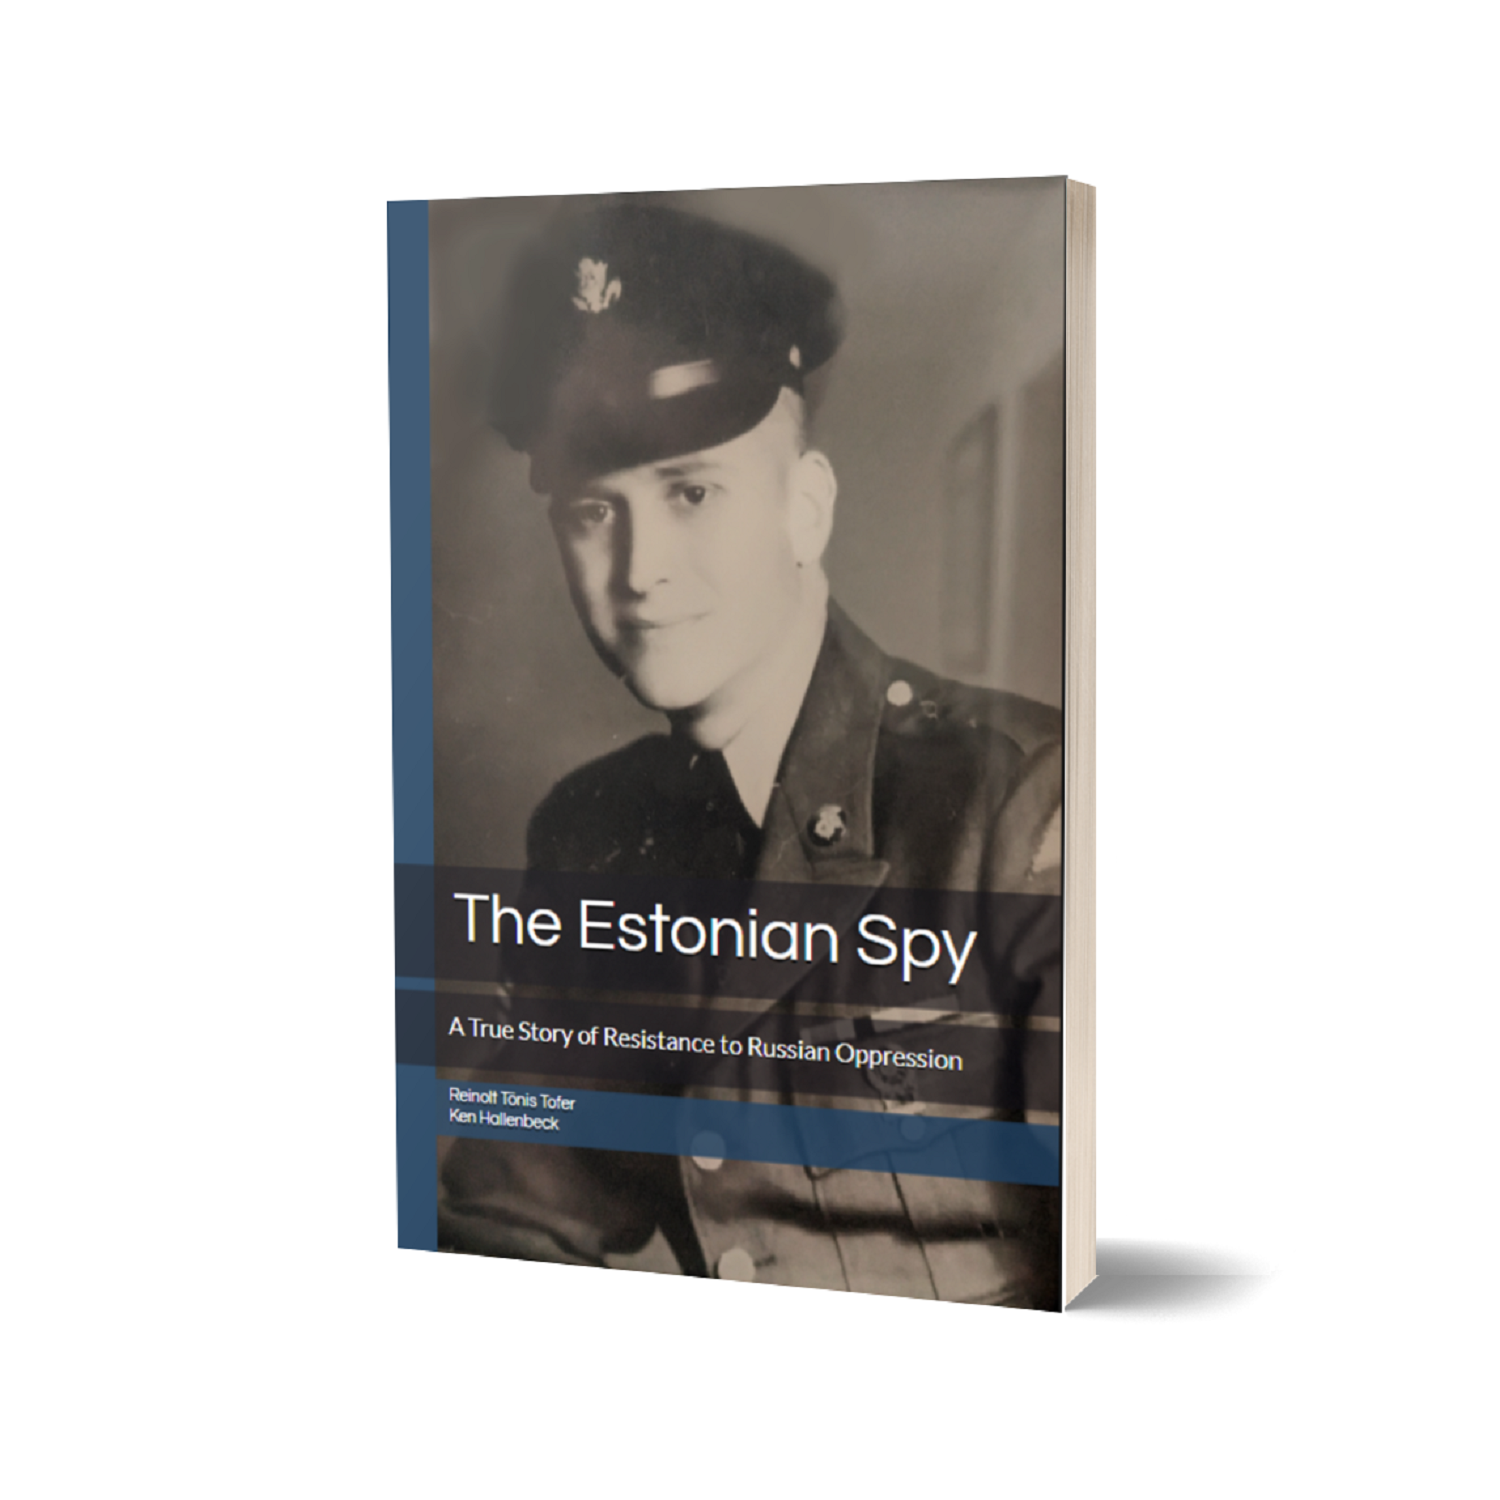 The Estonian Spy
A True Story of Resistance to Russian Oppression
Reinolt Tõnis Tofer
Ken Hallenbeck